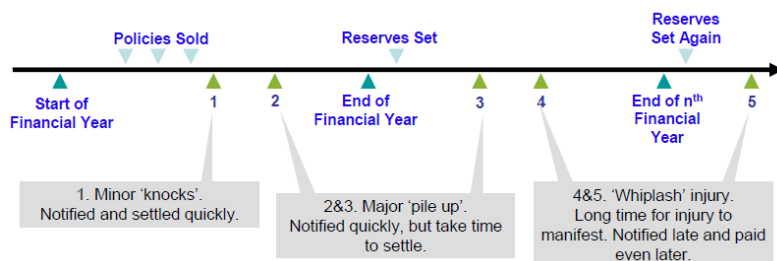 Policies Sold
Reserves Set
Reserves
Set Again
Start of
Financial Year
1
2
End of
Financial Year
3
4
End of nth
Financial
Year
5
1. Minor ‘knocks’.
Notified and settled quickly.
2&3. Major ‘pile up’.
Notified quickly, but take time
to settle.
4&5. ‘Whiplash’ injury.
Long time for injury to
manifest. Notified late and paid
even later.